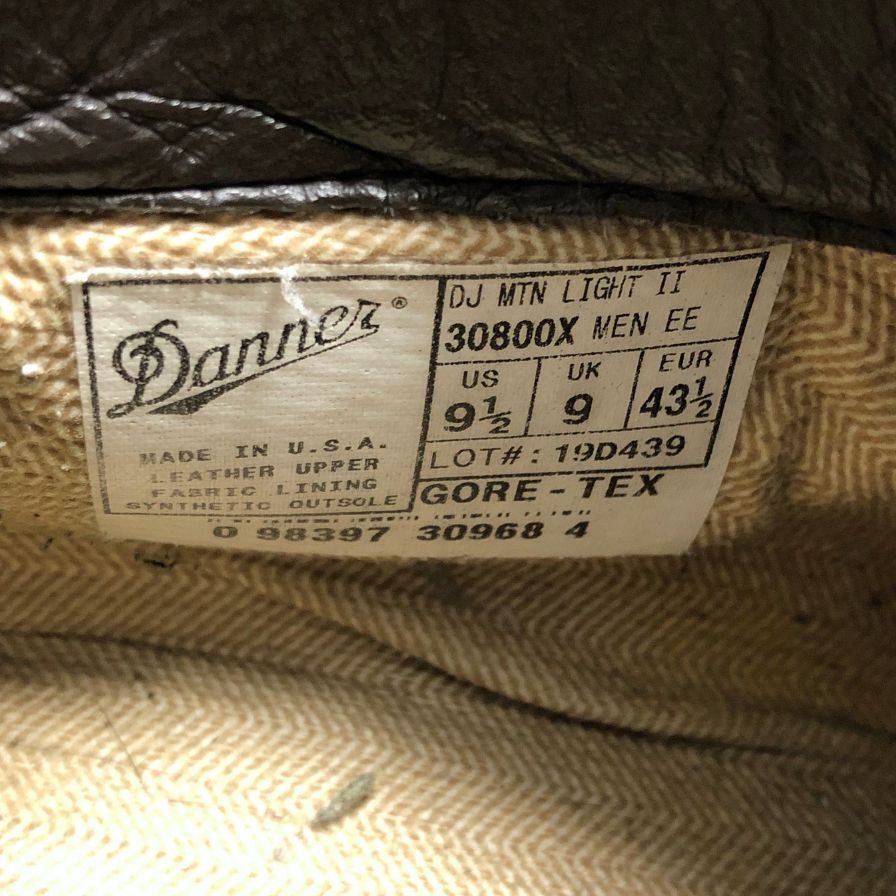 Danner®
MADE IN U.S.A.
LEATHER UPPER
FABRIC LINING
SYNTHETIC OUTSOLE
DJ MTN LIGHT II
30800X MEN EE
US UK EUR
9½ 9 43½
LOT#: 19D439
GORE-TEX
0 98397 30968 4